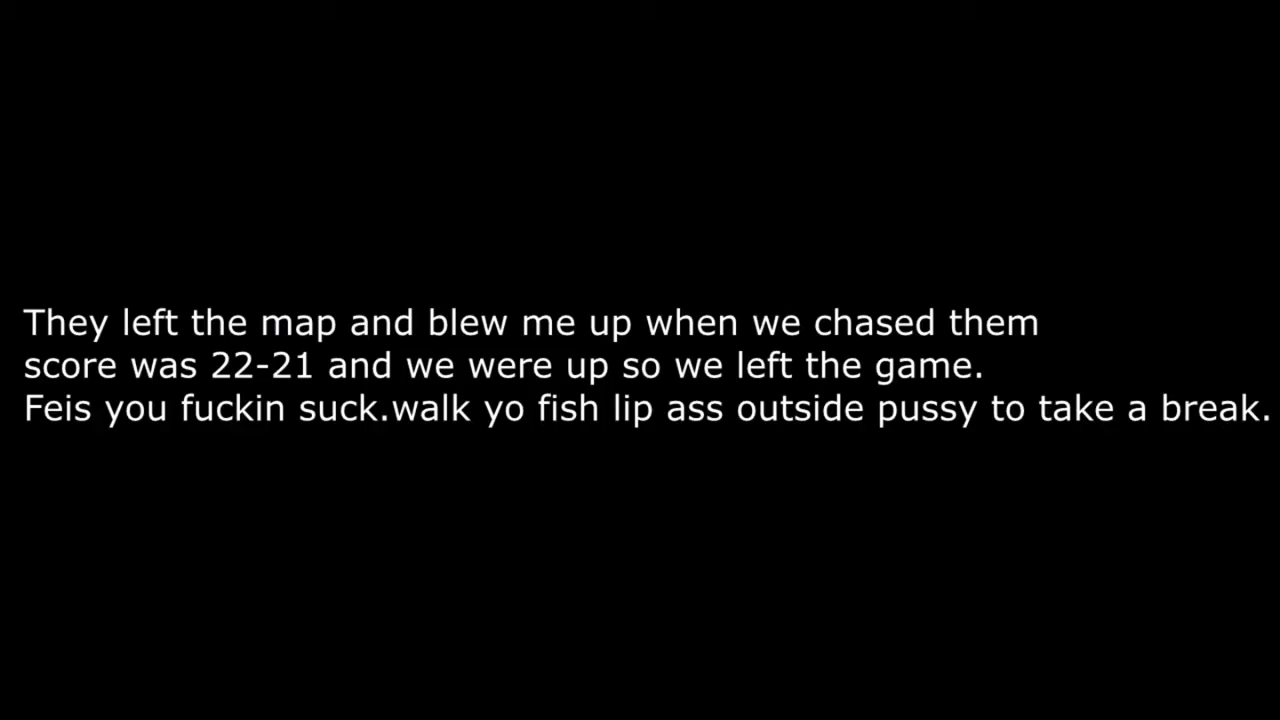 They left the map and blew me up when we chased them
score was 22-21 and we were up so we left the game.
Feis you fuckin suck.walk yo fish lip ass outside pussy to take a break.